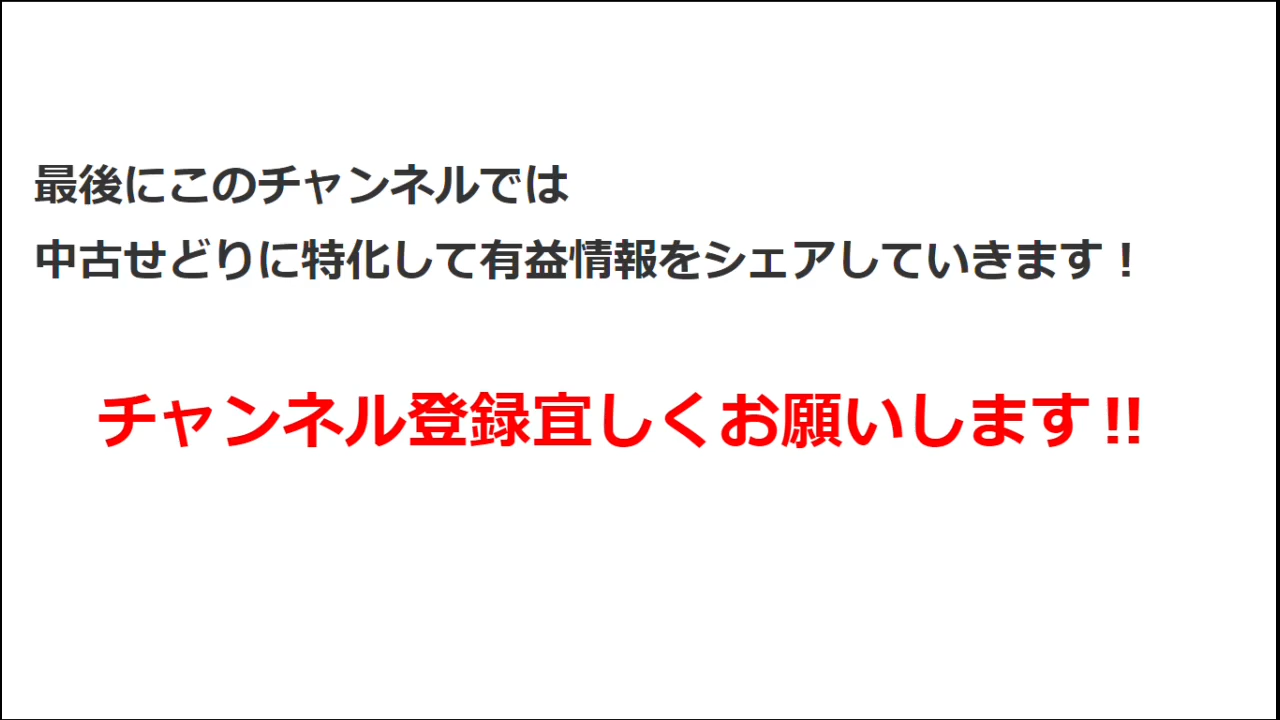 最後にこのチャンネルでは
中古せどりに特化して有益情報をシェアしていきます！
チャンネル登録宜しくお願いします‼